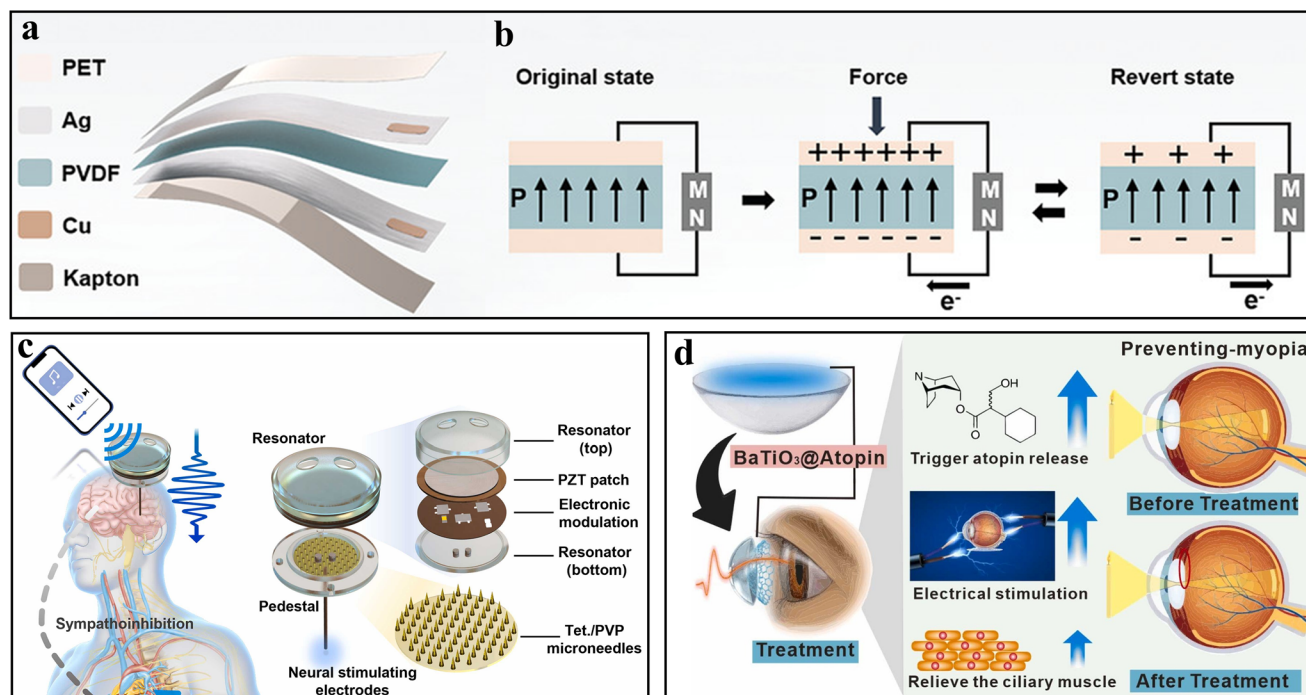 a
PET
Ag
PVDF
Cu
Kapton
b
Original state
Force
Revert state
P
M
N
++++++
P
------
M
N
e-
+ + +
P
- - -
M
N
e-
c
Resonator
Resonator
(top)
PZT patch
Electronic
modulation
Resonator
(bottom)
Pedestal
Sympathoinhibition
Tet./PVP
microneedles
Neural stimulating
electrodes
d
BaTiO₃@Atopin
Treatment
N
OH
O
O
Trigger atopin release
Electrical stimulation
Relieve the ciliary muscle
Preventing-myopia
Before Treatment
After Treatment